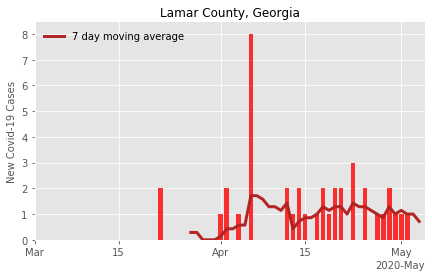 Lamar County, Georgia
7 day moving average
New Covid-19 Cases
8
7
6
5
4
3
2
1
0
Mar 15 Apr 15 May
2020-May